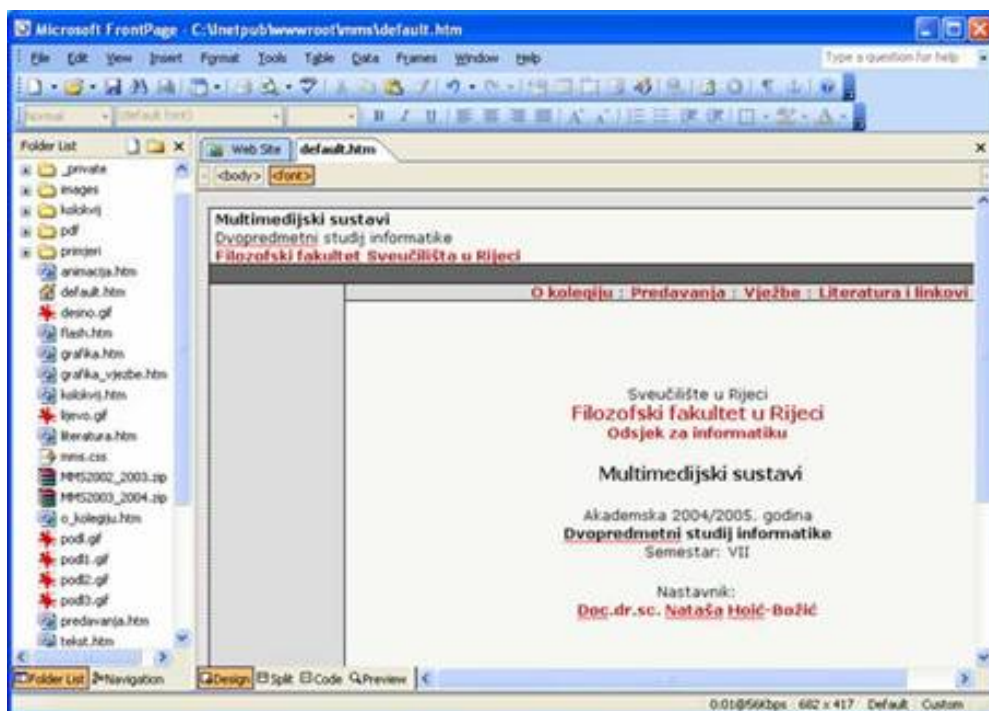 Microsoft FrontPage - C:\Inetpub\wwwroot\mms\default.htm
File Edit View Insert Format Tools Table Data Frames Window Help Type a question for help
Normal (default font)
Folder List
Web Site default.htm
<body> <font>
_private
images
kolokvij
pdf
primjeri
animacija.htm
default.htm
desno.gif
flash.htm
grafika.htm
grafika_vjezbe.htm
kolokvij.htm
lijevo.gif
literatura.htm
mms.css
MMS2002_2003.zip
MMS2003_2004.zip
o_kolegiju.htm
podl.gif
podl1.gif
podl2.gif
podl3.gif
predavanja.htm
tekst.htm
Multimedijski sustavi
Dvopredmetni studij informatike
Filozofski fakultet Sveučilišta u Rijeci
O kolegiju : Predavanja : Vježbe : Literatura i linkovi
Sveučilište u Rijeci
Filozofski fakultet u Rijeci
Odsjek za informatiku
Multimedijski sustavi
Akademska 2004/2005. godina
Dvopredmetni studij informatike
Semestar: VII
Nastavnik:
Doc.dr.sc. Nataša Hoić-Božić
Folder List Navigation
Design Split Code Preview
0:01@56Kbps 682 x 417 Default Custom